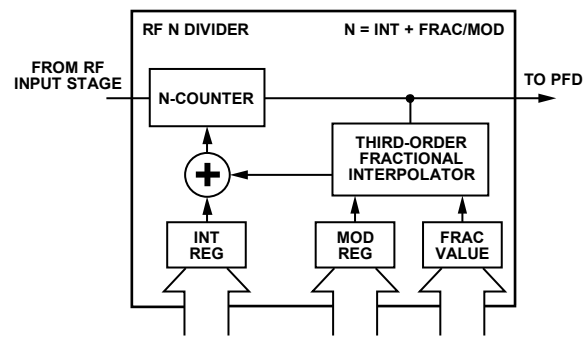 RF N DIVIDER
N = INT + FRAC/MOD
FROM RF
INPUT STAGE
TO PFD
N-COUNTER
THIRD-ORDER
FRACTIONAL
INTERPOLATOR
+
INT
REG
MOD
REG
FRAC
VALUE